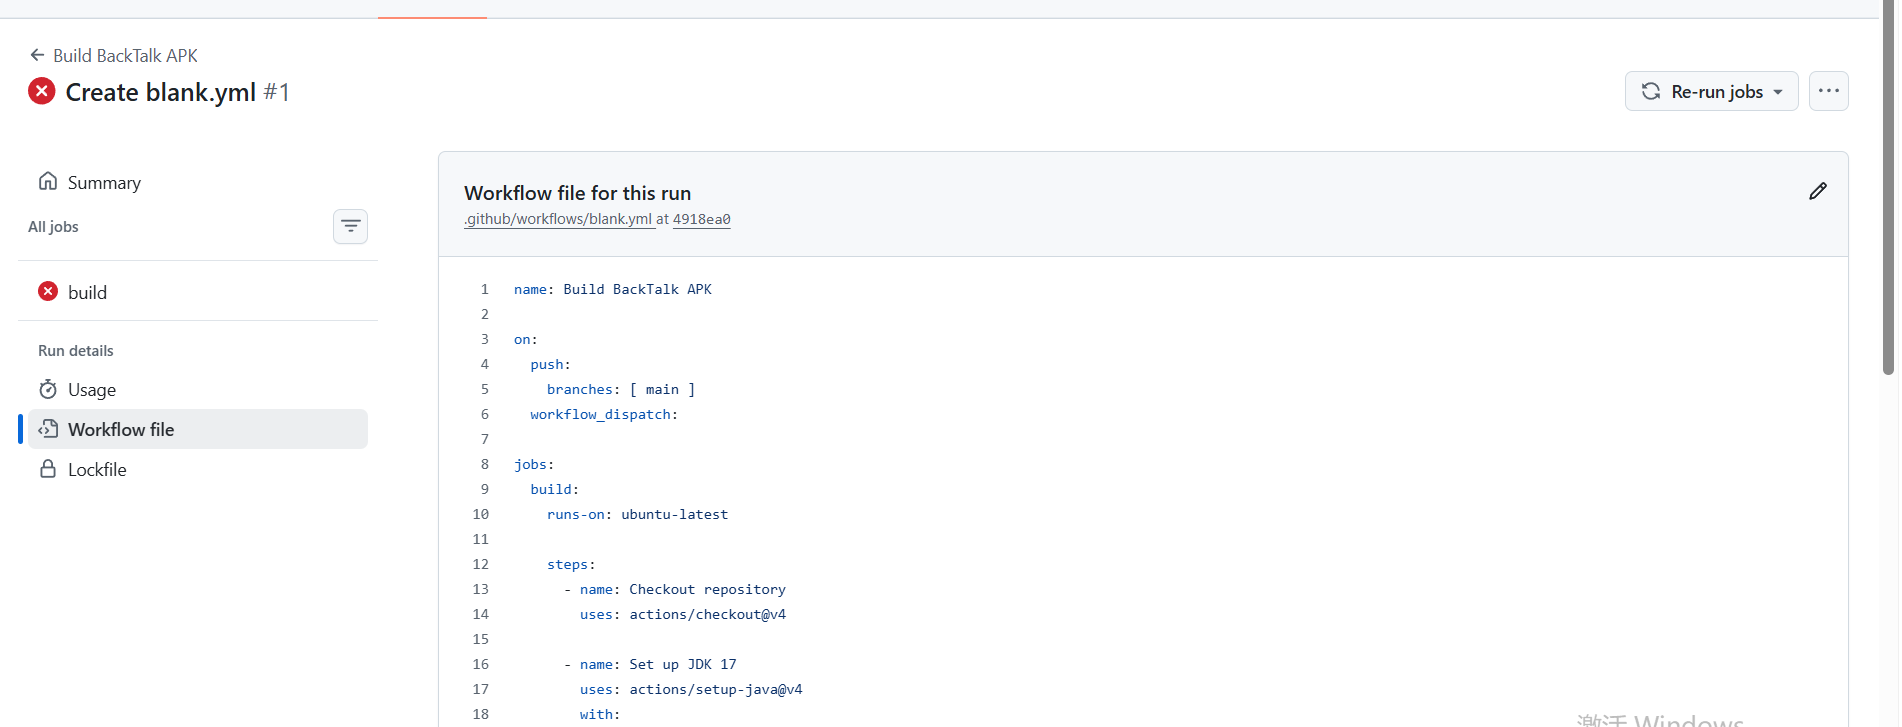 Build BackTalk APK
Create blank.yml #1
Re-run jobs
Summary
All jobs
build
Run details
Usage
Workflow file
Lockfile
Workflow file for this run
.github/workflows/blank.yml at 4918ea0
1 name: Build BackTalk APK
2
3 on:
4 push:
5 branches: [ main ]
6 workflow_dispatch:
7
8 jobs:
9 build:
10 runs-on: ubuntu-latest
11
12 steps:
13 - name: Checkout repository
14 uses: actions/checkout@v4
15
16 - name: Set up JDK 17
17 uses: actions/setup-java@v4
18 with:
激活 Windows